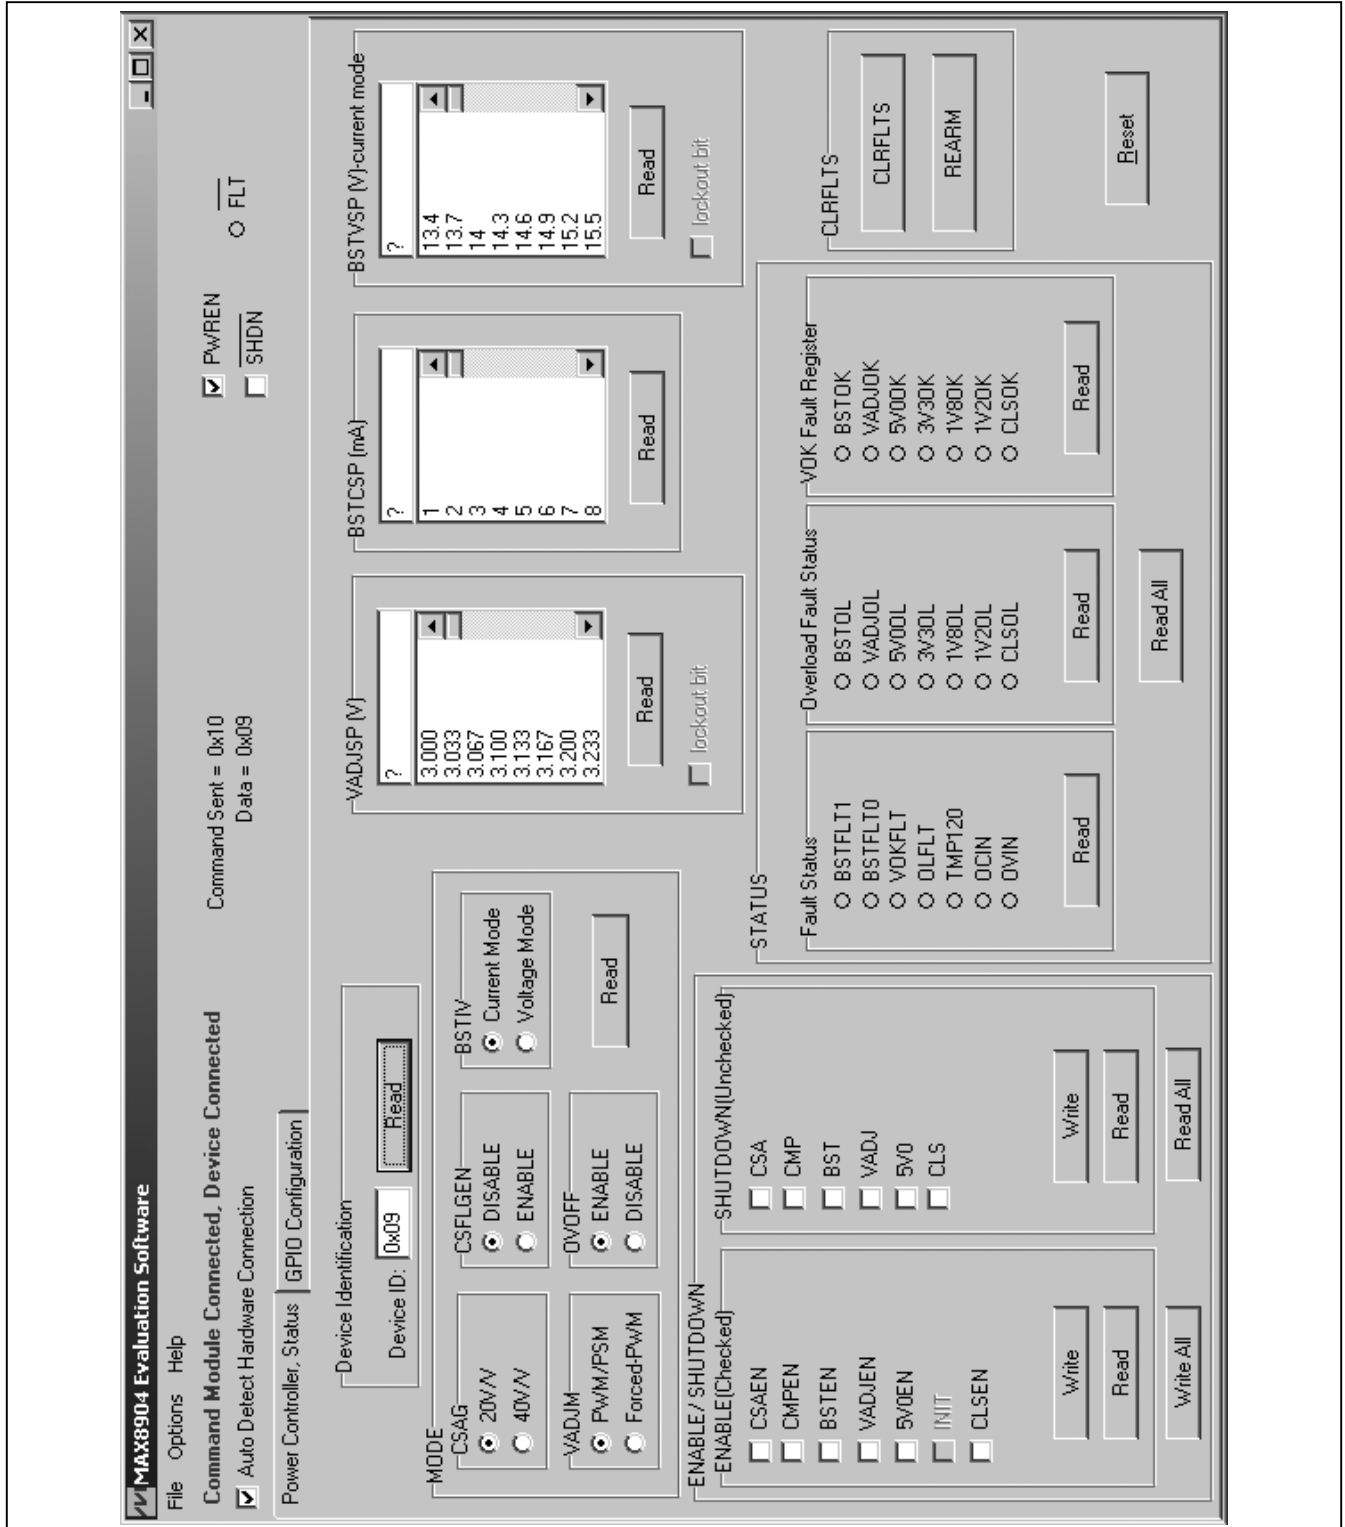 MAX8904 Evaluation Software
File Options Help
Command Module Connected, Device Connected
Command Sent = 0x10
Data = 0x09
PWREN
SHDN
FLT
Auto Detect Hardware Connection
Power Controller, Status
GPIO Configuration
Device Identification
Device ID: 0x09 Read
MODE
CSAG
20V/V
40V/V
CSFLGEN
DISABLE
ENABLE
BSTIV
Current Mode
Voltage Mode
VADJM
PWM/PSM
Forced-PWM
OVOFF
ENABLE
DISABLE
Read
VADJSP (V)
?
3.000
3.033
3.067
3.100
3.133
3.167
3.200
3.233
Read
lockout bit
BSTCSP (mA)
?
1
2
3
4
5
6
7
8
Read
BSTVSP (V)-current mode
?
13.4
13.7
14
14.3
14.6
14.9
15.2
15.5
Read
lockout bit
ENABLE/ SHUTDOWN
ENABLE(Checked)
CSAEN
CMPEN
BSTEN
VADJEN
5V0EN
INIT
CLSEN
Write
Read
Write All
SHUTDOWN(Unchecked)
CSA
CMP
BST
VADJ
5V0
CLS
Write
Read
Read All
STATUS
Fault Status
BSTFLT1
BSTFLT0
VOKFLT
OLFLT
TMP120
OCIN
OVIN
Read
Overload Fault Status
BSTOL
VADJOL
5V0OL
3V3OL
1V8OL
1V2OL
CLSOL
Read
VOK Fault Register
BSTOK
VADJOK
5V0OK
3V3OK
1V8OK
1V2OK
CLSOK
Read
Read All
CLRFLTS
CLRFLTS
REARM
Reset